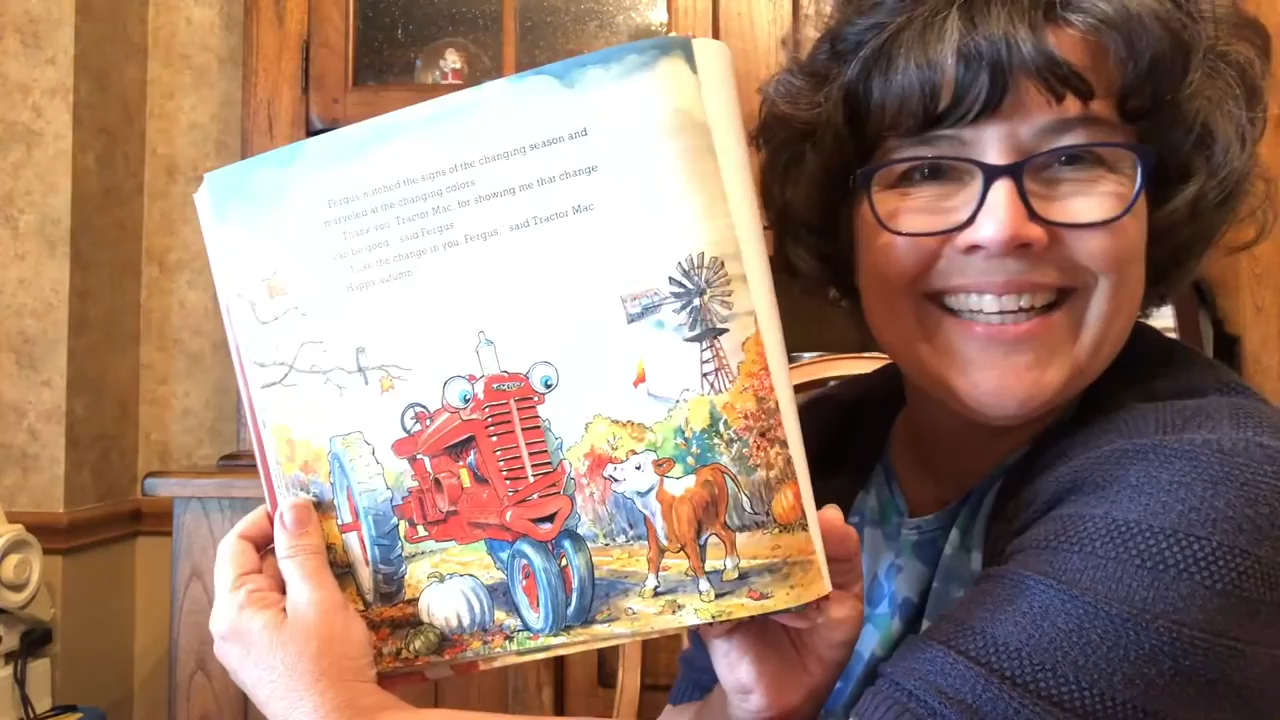 Fergus watched the signs of the changing season and
marveled at the changing colors
Thank you Tractor Mac, for showing me that change
can be good, said Fergus
I like the change in you, Fergus, said Tractor Mac
Happy autumn